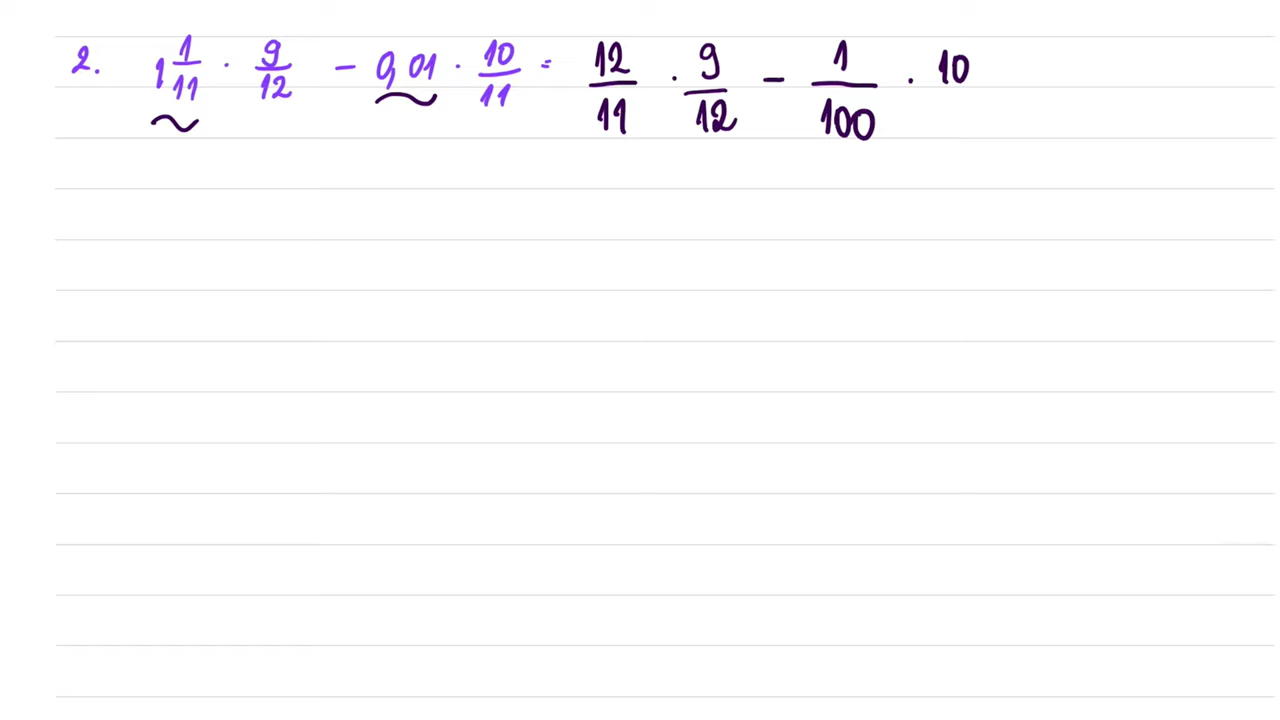 2. 1 1/11 · 9/12 - 0,01 · 10/11 = 12/11 · 9/12 - 1/100 · 10